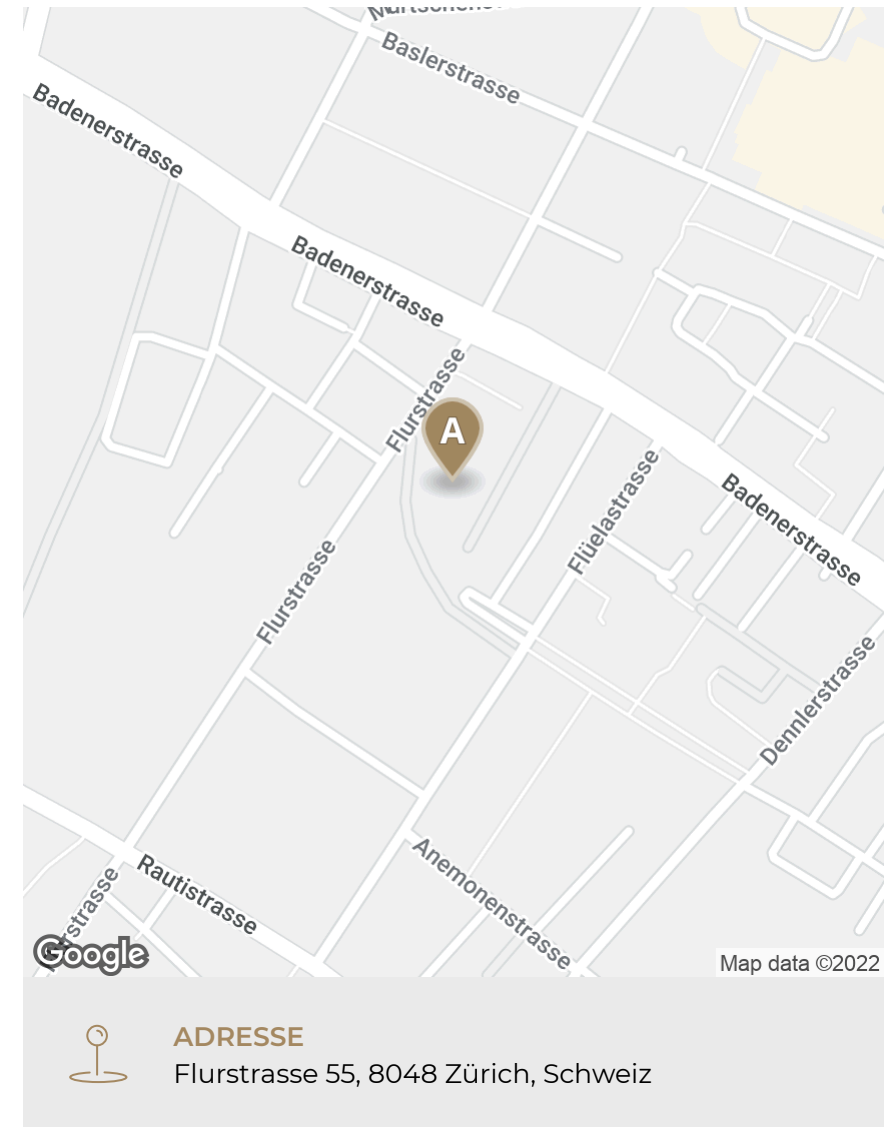 Baslerstrasse
Badenerstrasse
Badenerstrasse
Flurstrasse
A
Flüelastrasse
Badenerstrasse
Flurstrasse
Dennlerstrasse
Anemonenstrasse
Rautistrasse
Google
Map data ©2022
ADRESSE
Flurstrasse 55, 8048 Zürich, Schweiz